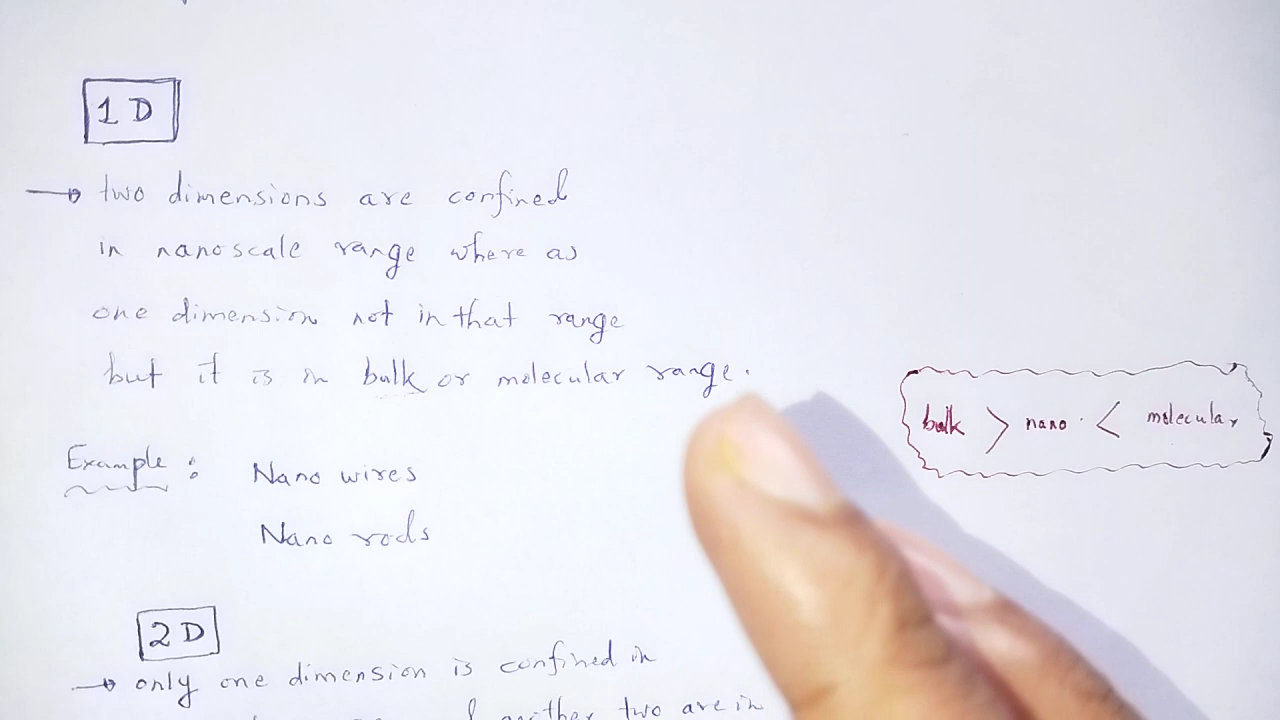 1D
two dimensions are confined
in nanoscale range where as
one dimension not in that range
but it is in bulk or molecular range.
bulk > nano < molecular
Example :
Nano wires
Nano rods
2D
only one dimension is confined in
another two are in